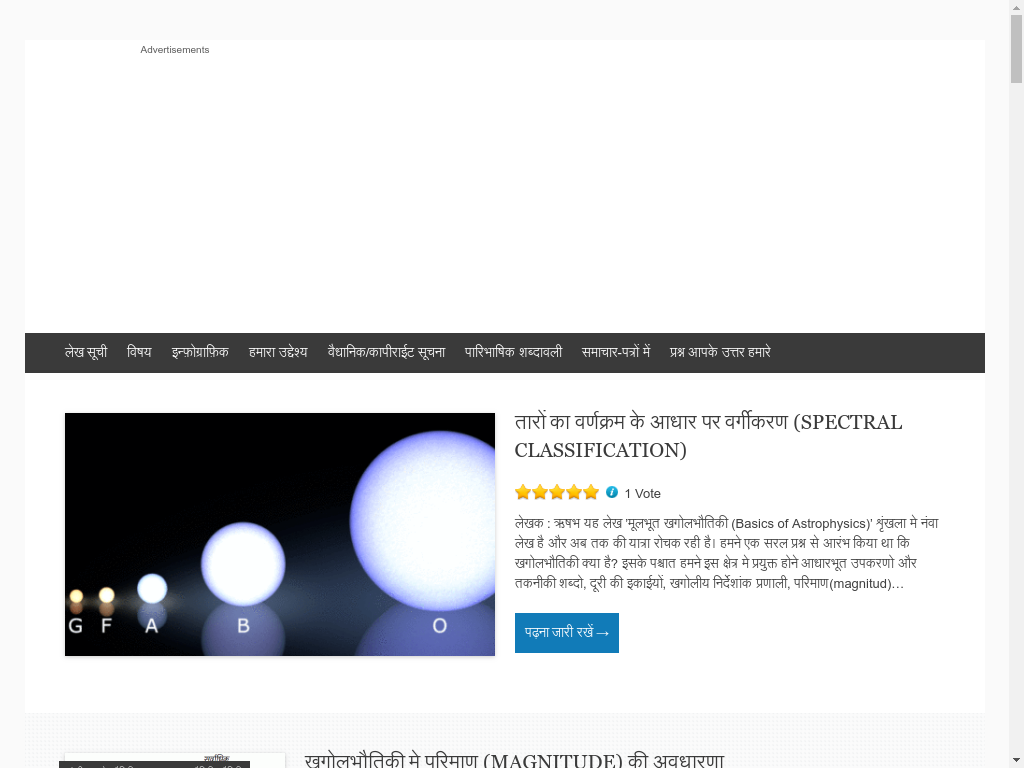 Advertisements
लेख सूची विषय इन्फ़ोग्राफ़िक हमारा उद्देश्य वैधानिक/कापीराईट सूचना पारिभाषिक शब्दावली समाचार-पत्रों में प्रश्न आपके उत्तर हमारे
तारों का वर्णक्रम के आधार पर वर्गीकरण (SPECTRAL
CLASSIFICATION)
1 Vote
लेखक : ऋषभ यह लेख 'मूलभूत खगोलभौतिकी (Basics of Astrophysics)' शृंखला मे नंवा
लेख है और अब तक की यात्रा रोचक रही है। हमने एक सरल प्रश्न से आरंभ किया था कि
खगोलभौतिकी क्या है? इसके पश्चात हमने इस क्षेत्र मे प्रयुक्त होने आधारभूत उपकरणो और
तकनीकी शब्दो, दूरी की इकाईयों, खगोलीय निर्देशांक प्रणाली, परिमाण(magnitud)…
G F A B O
पढ़ना जारी रखें →
खगोलभौतिकी मे परिमाण (MAGNITUDE) की अवधारणा